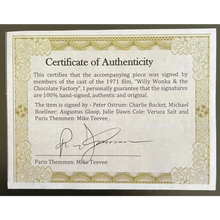 Certificate of Authenticity
This certifies that the accompanying piece was signed by
members of the cast of the 1971 film, "Willy Wonka & the
Chocolate Factory". I personally guarantee that the signatures
are 100% hand-signed, authentic and original.
The item is signed by - Peter Ostrum: Charlie Bucket, Michael
Boellner: Augustus Gloop, Julie Dawn Cole: Veruca Salt and
Paris Themmen: Mike Teevee.
Paris Themmen: Mike Teevee